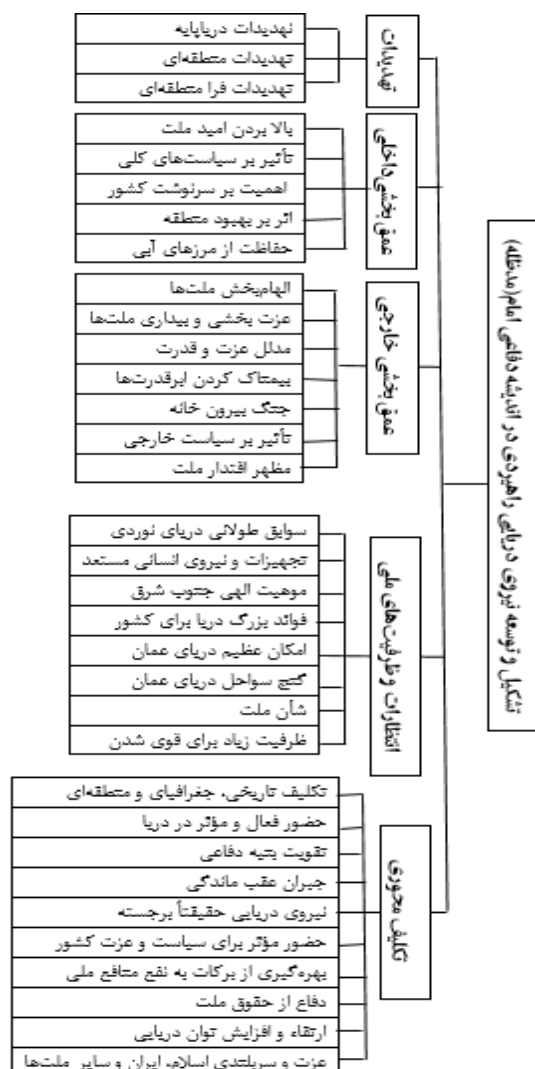 تشکیل و توسعه نیروی دریایی راهبردی در اندیشه دفاعی امام(مدظله)
تهدیدات
تهدیدات دریاپایه
تهدیدات منطقه‌ای
تهدیدات فرا منطقه‌ای
عمق بخشی داخلی
بالا بردن امید ملت
تأثیر بر سیاست‌های کلی
اهمیت بر سرنوشت کشور
اثر بر بهبود منطقه
حفاظت از مرزهای آبی
عمق بخشی خارجی
الهام‌بخش ملت‌ها
عزت بخشی و بیداری ملت‌ها
مدلل عزت و قدرت
بیمناک کردن ابرقدرت‌ها
جنگ بیرون خانه
تأثیر بر سیاست خارجی
مظهر اقتدار ملت
انتظارات و ظرفیت‌های ملی
سوابق طولانی دریای نوردی
تجهیزات و نیروی انسانی مستعد
موهبت الهی جنوب شرق
فوائد بزرگ دریا برای کشور
امکان عظیم دریای عمان
گنج سواحل دریای عمان
شأن ملت
ظرفیت زیاد برای قوی شدن
تکلیف محوری
تکلیف تاریخی، جغرافیای و منطقه‌ای
حضور فعال و مؤثر در دریا
تقویت بنیه دفاعی
جبران عقب ماندگی
نیروی دریایی حقیقتاً برجسته
حضور مؤثر برای سیاست و عزت کشور
بهره‌گیری از برکات به نفع منافع ملی
دفاع از حقوق ملت
ارتقاء و افزایش توان دریایی
عزت و سربلندی اسلام، ایران و سایر ملت‌ها